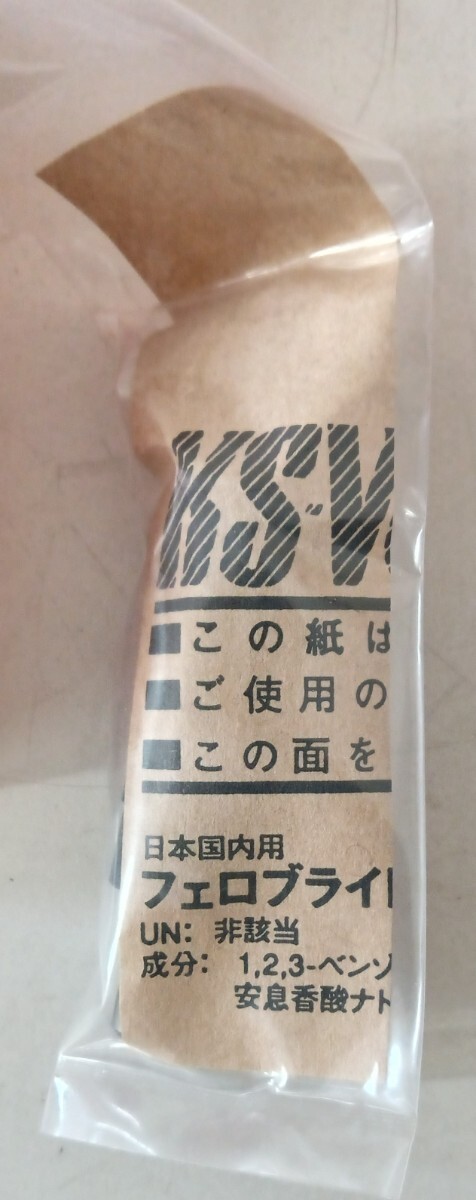 KS-V
■この紙は
■ご使用の
■この面を
日本国内用
フェロブライ
UN: 非該当
成分: 1,2,3-ベンゾ
安息香酸ナト